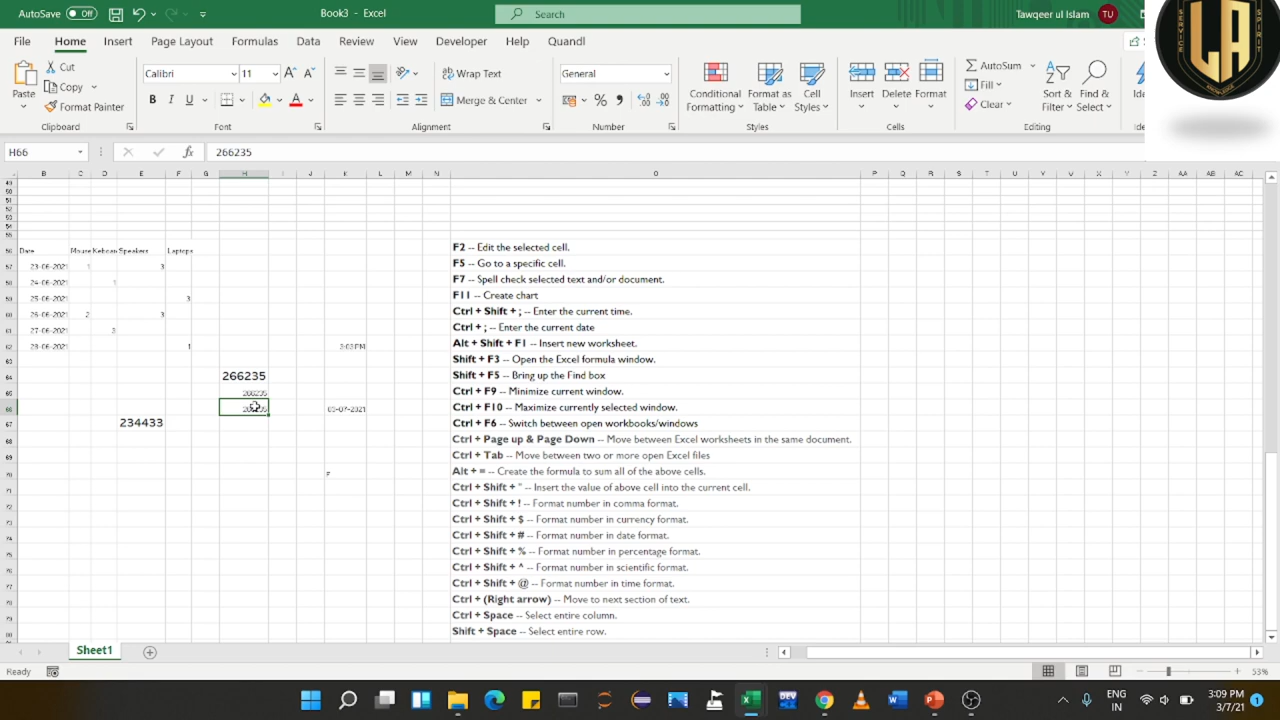 AutoSave Off Book3 - Excel Search Tawqeer ul Islam TU
File Home Insert Page Layout Formulas Data Review View Developer Help Quandl
Paste Cut Copy Format Painter Clipboard
Calibri 11 B I U A Font
Wrap Text Merge & Center Alignment
General % Number
Conditional Formatting Format as Table Cell Styles Styles
Insert Delete Format Cells
AutoSum Fill Clear Sort & Filter Find & Select Editing
SERVICE SPIRIT LA
H66 fx 266235
B C D E F G H I J K L M N O P Q R S T U V W X Y Z AA AB AC
Date Mouse Speakers Laptops
23-06-2021 1 3
24-06-2021 1
25-06-2021 3
26-06-2021 2 3
27-06-2021 3
28-06-2021 1
266235
266235
234433
F2 -- Edit the selected cell.
F5 -- Go to a specific cell.
F7 -- Spell check selected text and/or document.
F11 -- Create chart
Ctrl + Shift + ; -- Enter the current time.
Ctrl + ; -- Enter the current date
Alt + Shift + F1 -- Insert new worksheet.
Shift + F3 -- Open the Excel formula window.
Shift + F5 -- Bring up the Find box
Ctrl + F9 -- Minimize current window.
Ctrl + F10 -- Maximize currently selected window.
Ctrl + F6 -- Switch between open workbooks/windows
Ctrl + Page up & Page Down -- Move between Excel worksheets in the same document.
Ctrl + Tab -- Move between two or more open Excel files
Alt + = -- Create the formula to sum all of the above cells.
Ctrl + Shift + " -- Insert the value of above cell into the current cell.
Ctrl + Shift + ! -- Format number in comma format.
Ctrl + Shift + $ -- Format number in currency format.
Ctrl + Shift + # -- Format number in date format.
Ctrl + Shift + % -- Format number in percentage format.
Ctrl + Shift + ^ -- Format number in scientific format.
Ctrl + Shift + @ -- Format number in time format.
Ctrl + (Right arrow) -- Move to next section of text.
Ctrl + Space -- Select entire column.
Shift + Space -- Select entire row.
Sheet1
Ready 53%
ENG IN 3:09 PM 3/7/21 1